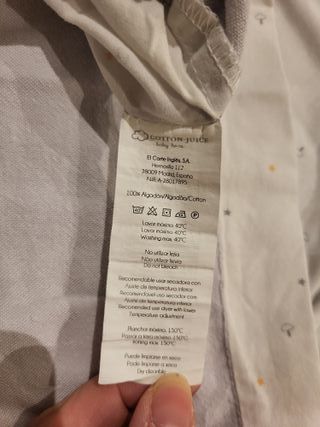 COTTON JUICE
baby home
El Corte Inglés, S.A.
Hermosilla 112
28009 Madrid, España
N.I.F: A-28017895
100% Algodón/Algodão/Cotton
Lavar máximo 40°C
Lavar máximo 40°C
Washing max. 40°C
No utilizar lejía
Não utilizar lixívia
Do not bleach
Recomendable usar secadora con
Ajuste de temperatura inferior
Recomendável usar secador com
Ajuste de temperatura inferior
Recommended use dryer with lower
Temperature adjustment
Planchar máximo 150°C
Passar a ferro máximo 150°C
Ironing max. 150°C
Puede limpiarse en seco
Pode limpar-se a seco
Dry cleanable